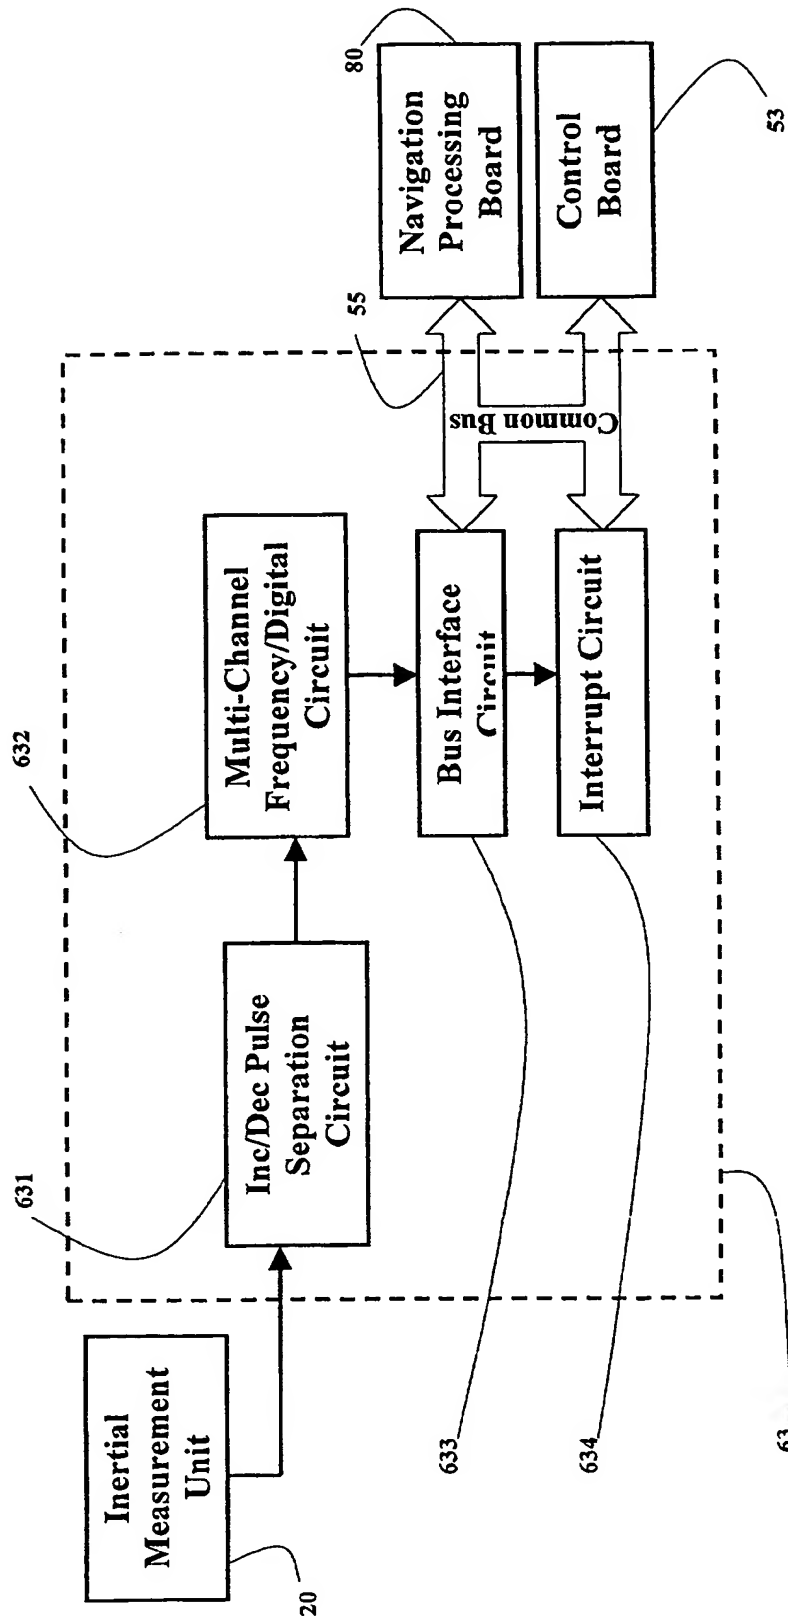 Inertial
Measurement
Unit
20
631
Inc/Dec Pulse
Separation
Circuit
632
Multi-Channel
Frequency/Digital
Circuit
Bus Interface
Circuit
633
Interrupt Circuit
634
Common Bus
55
Navigation
Processing
Board
80
Control
Board
53
63